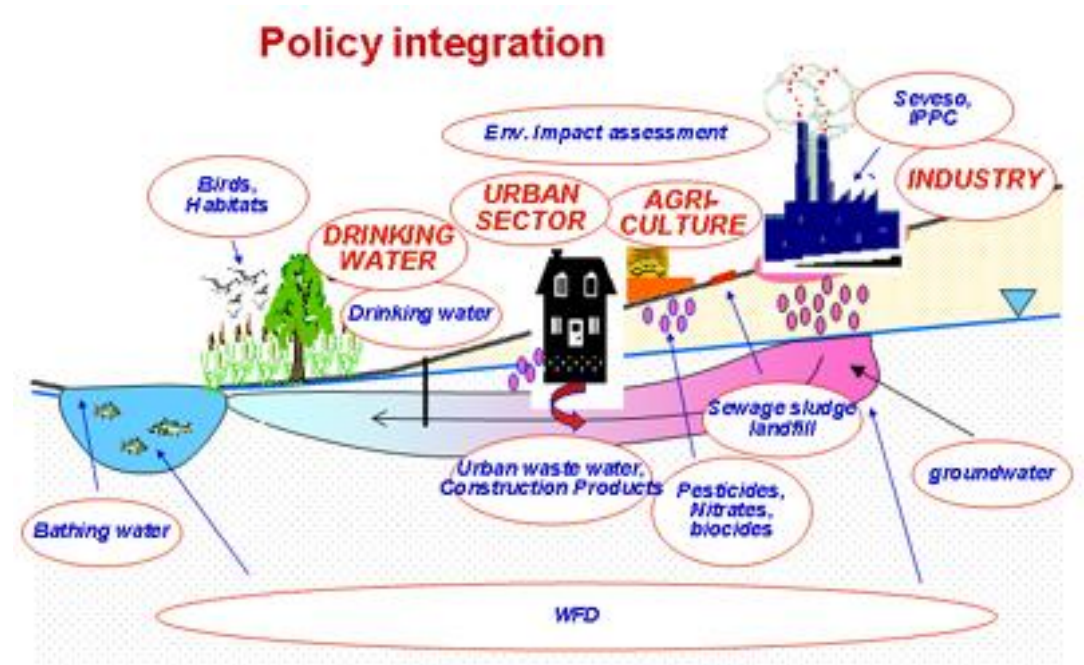 Policy integration
Seveso,
IPPC
Env. Impact assessment
INDUSTRY
Birds,
Habitats
URBAN
SECTOR
AGRI-
CULTURE
DRINKING
WATER
Drinking water
Sewage sludge
landfill
Urban waste water,
Construction Products
groundwater
Pesticides,
Nitrates,
biocides
Bathing water
WFD